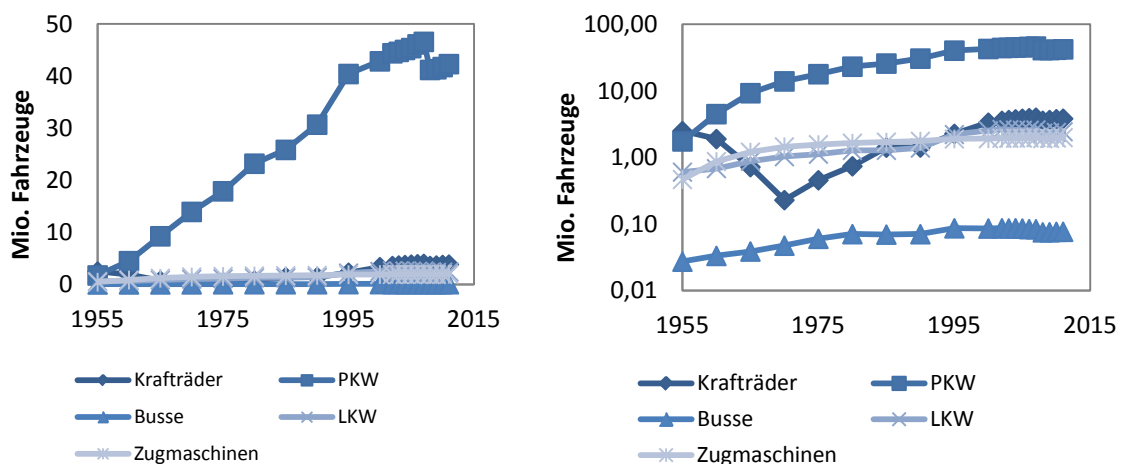 50
40
30
20
10
0
Mio. Fahrzeuge
1955 1975 1995 2015
Krafträder PKW
Busse LKW
Zugmaschinen
100,00
10,00
1,00
0,10
0,01
Mio. Fahrzeuge
1955 1975 1995 2015
Krafträder PKW
Busse LKW
Zugmaschinen